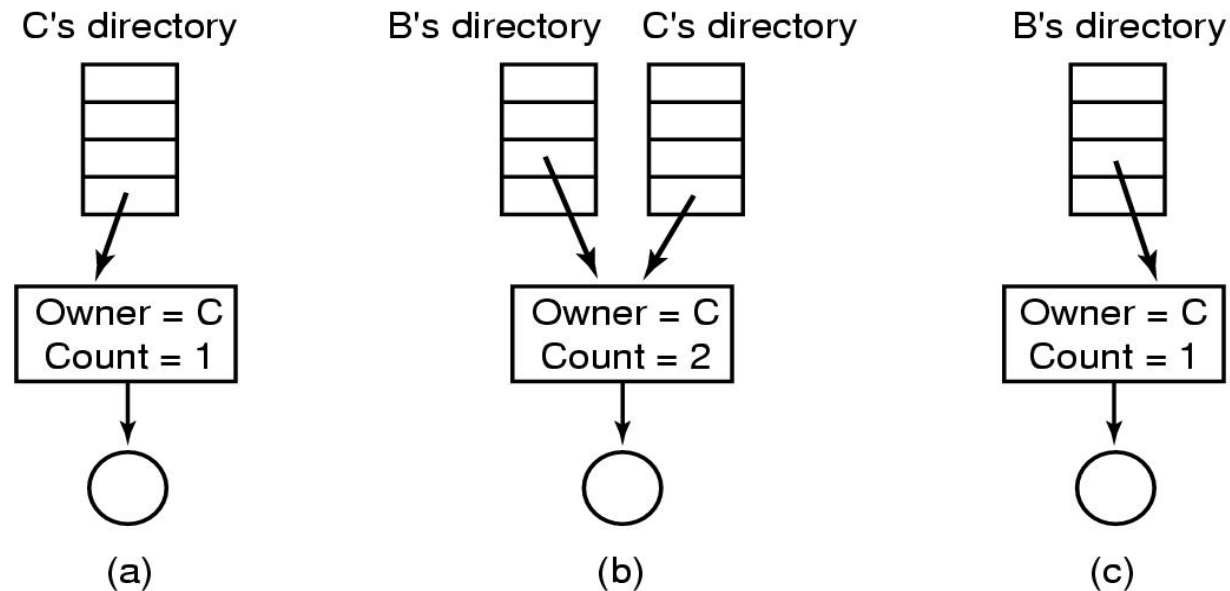 C's directory
B's directory C's directory
B's directory
Owner = C
Count = 1
Owner = C
Count = 2
Owner = C
Count = 1
(a)
(b)
(c)